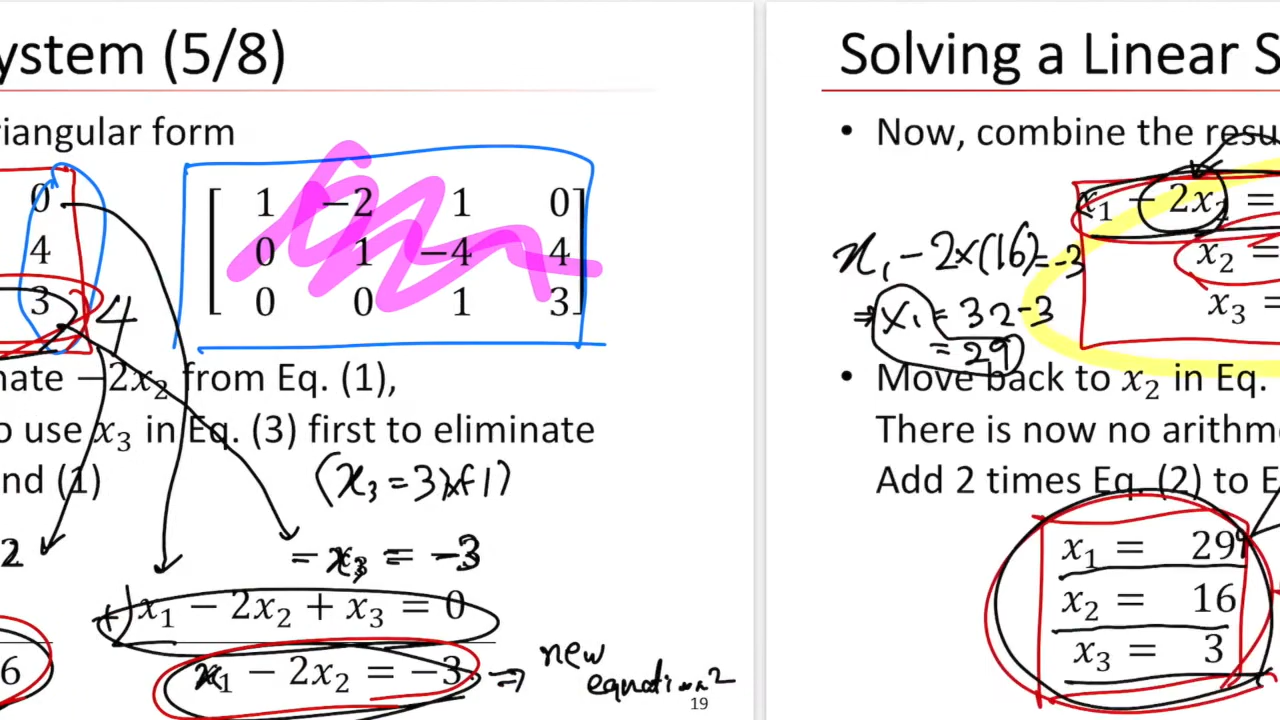 ystem (5/8)
riangular form
0
4
3
4
1 −2 1 0
0 1 −4 4
0 0 1 3
nate −2x₂ from Eq. (1),
o use x₃ in Eq. (3) first to eliminate
nd (1)
(x₃ = 3)×(-1)
2
− x₃ = −3
+) x₁ − 2x₂ + x₃ = 0
6
x₁ − 2x₂ = −3
⇒ new
equation 2
19
Solving a Linear S
• Now, combine the resu
x₁ − 2x₂ =
x₂ =
x₃ =
x₁ − 2×(16) = −3
⇒ x₁ = 32 −3
= 29
• Move back to x₂ in Eq.
There is now no arithm
Add 2 times Eq. (2) to E
x₁ = 29
x₂ = 16
x₃ = 3